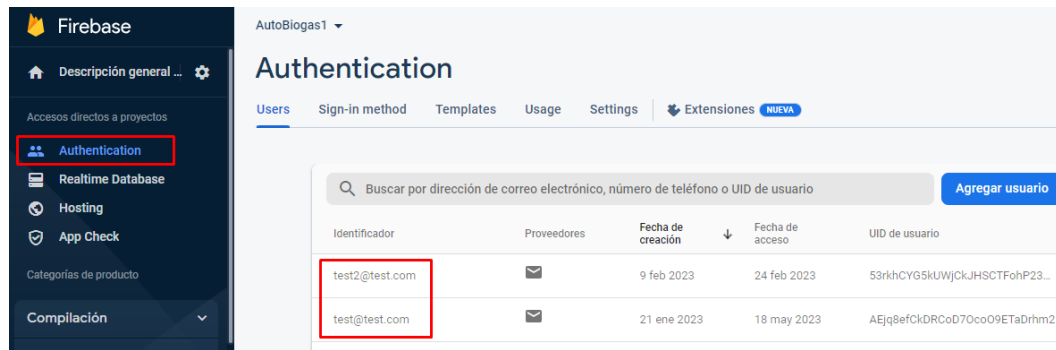 Firebase
Descripción general ...
Accesos directos a proyectos
Authentication
Realtime Database
Hosting
App Check
Categorías de producto
Compilación
AutoBiogas1
Authentication
Users Sign-in method Templates Usage Settings Extensiones NUEVA
Buscar por dirección de correo electrónico, número de teléfono o UID de usuario Agregar usuario
Identificador Proveedores Fecha de creación Fecha de acceso UID de usuario
test2@test.com 9 feb 2023 24 feb 2023 53rkhCYG5kUWjCkJHSCTFohP23...
test@test.com 21 ene 2023 18 may 2023 AEjq8efCkDRCoD7OcoO9ETaDrhm2